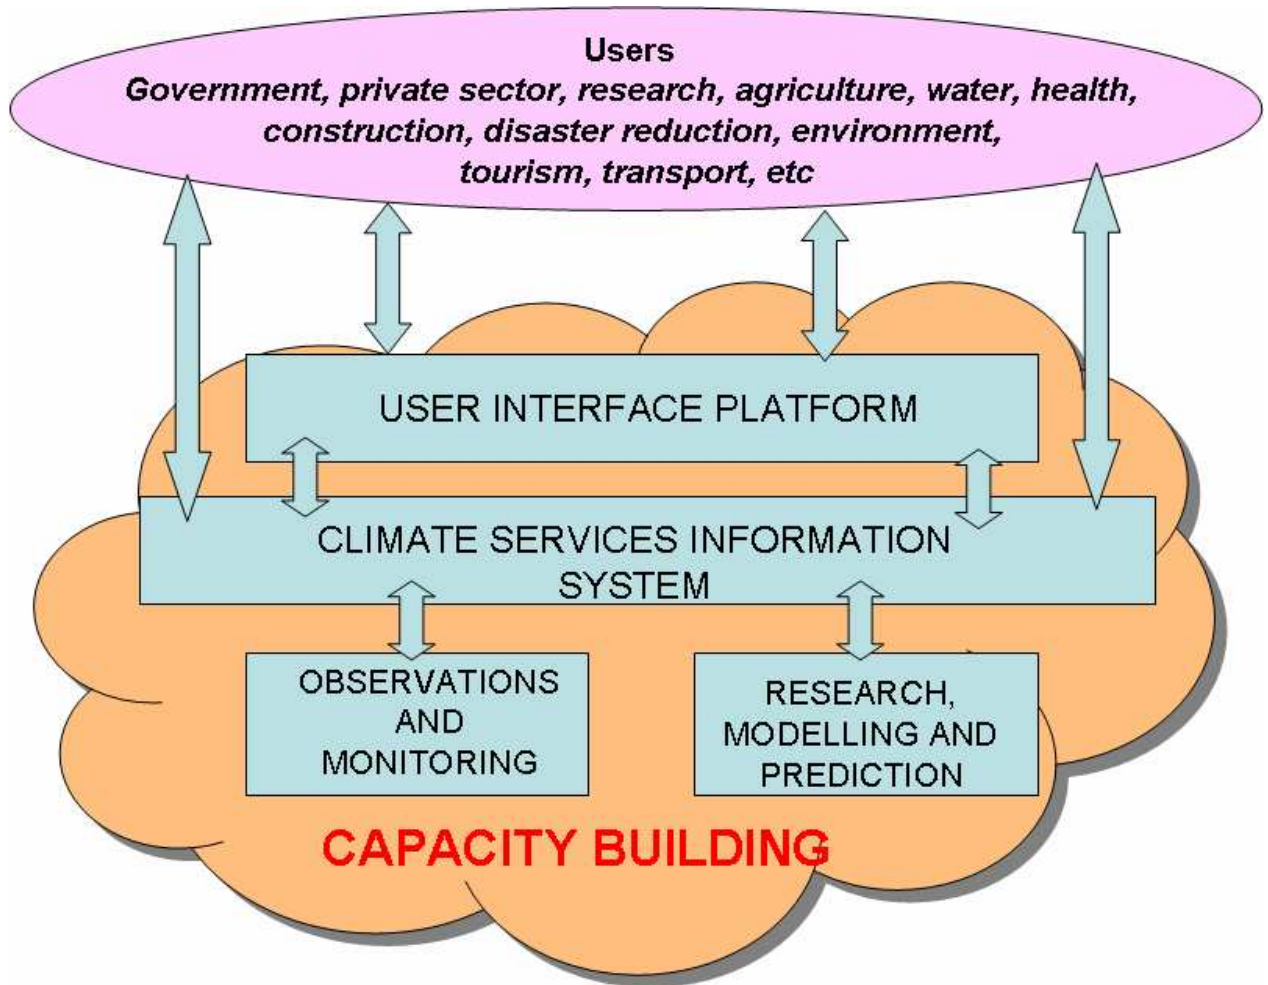 Users
Government, private sector, research, agriculture, water, health,
construction, disaster reduction, environment,
tourism, transport, etc
USER INTERFACE PLATFORM
CLIMATE SERVICES INFORMATION
SYSTEM
OBSERVATIONS
AND
MONITORING
RESEARCH,
MODELLING AND
PREDICTION
CAPACITY BUILDING